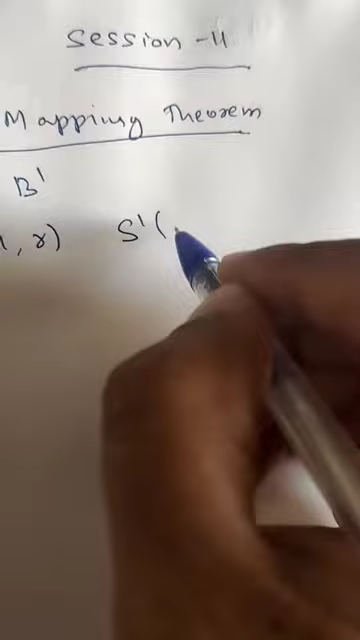 Session - 11
Mapping Theorem
B'
, r) S' (